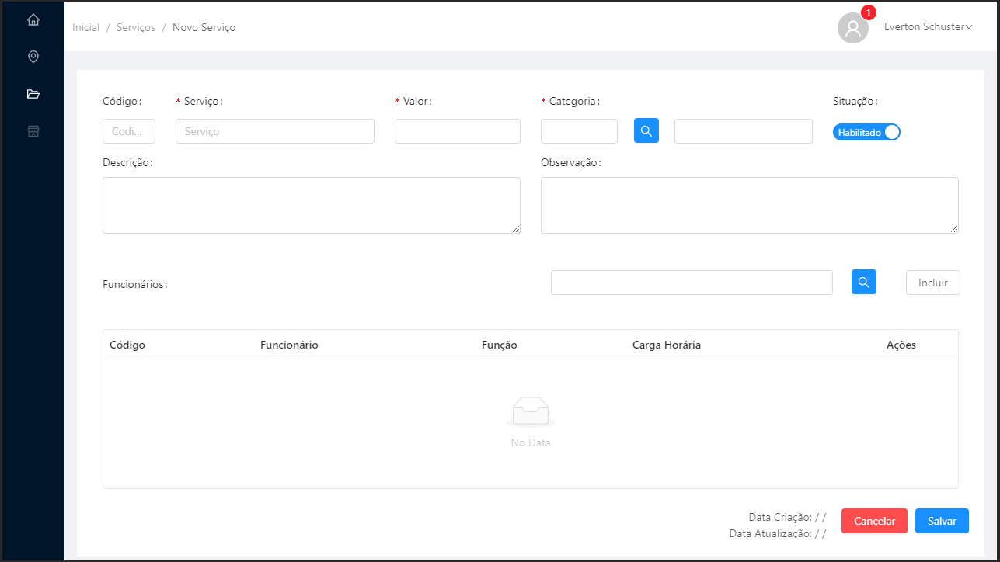 1
Inicial / Serviços / Novo Serviço
Everton Schuster
Código:
* Serviço:
* Valor:
* Categoria:
Situação:
Codi...
Serviço
Habilitado
Descrição:
Observação:
Funcionários:
Incluir
Código Funcionário Função Carga Horária Ações
No Data
Data Criação: / /
Data Atualização: / /
Cancelar
Salvar